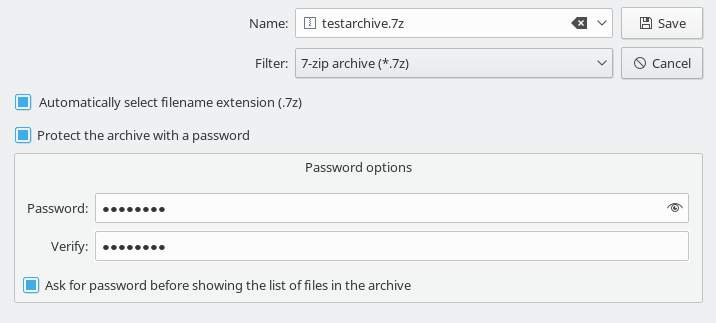 Name: testarchive.7z Save
Filter: 7-zip archive (*.7z) Cancel
Automatically select filename extension (.7z)
Protect the archive with a password
Password options
Password: ●●●●●●●●
Verify: ●●●●●●●●
Ask for password before showing the list of files in the archive